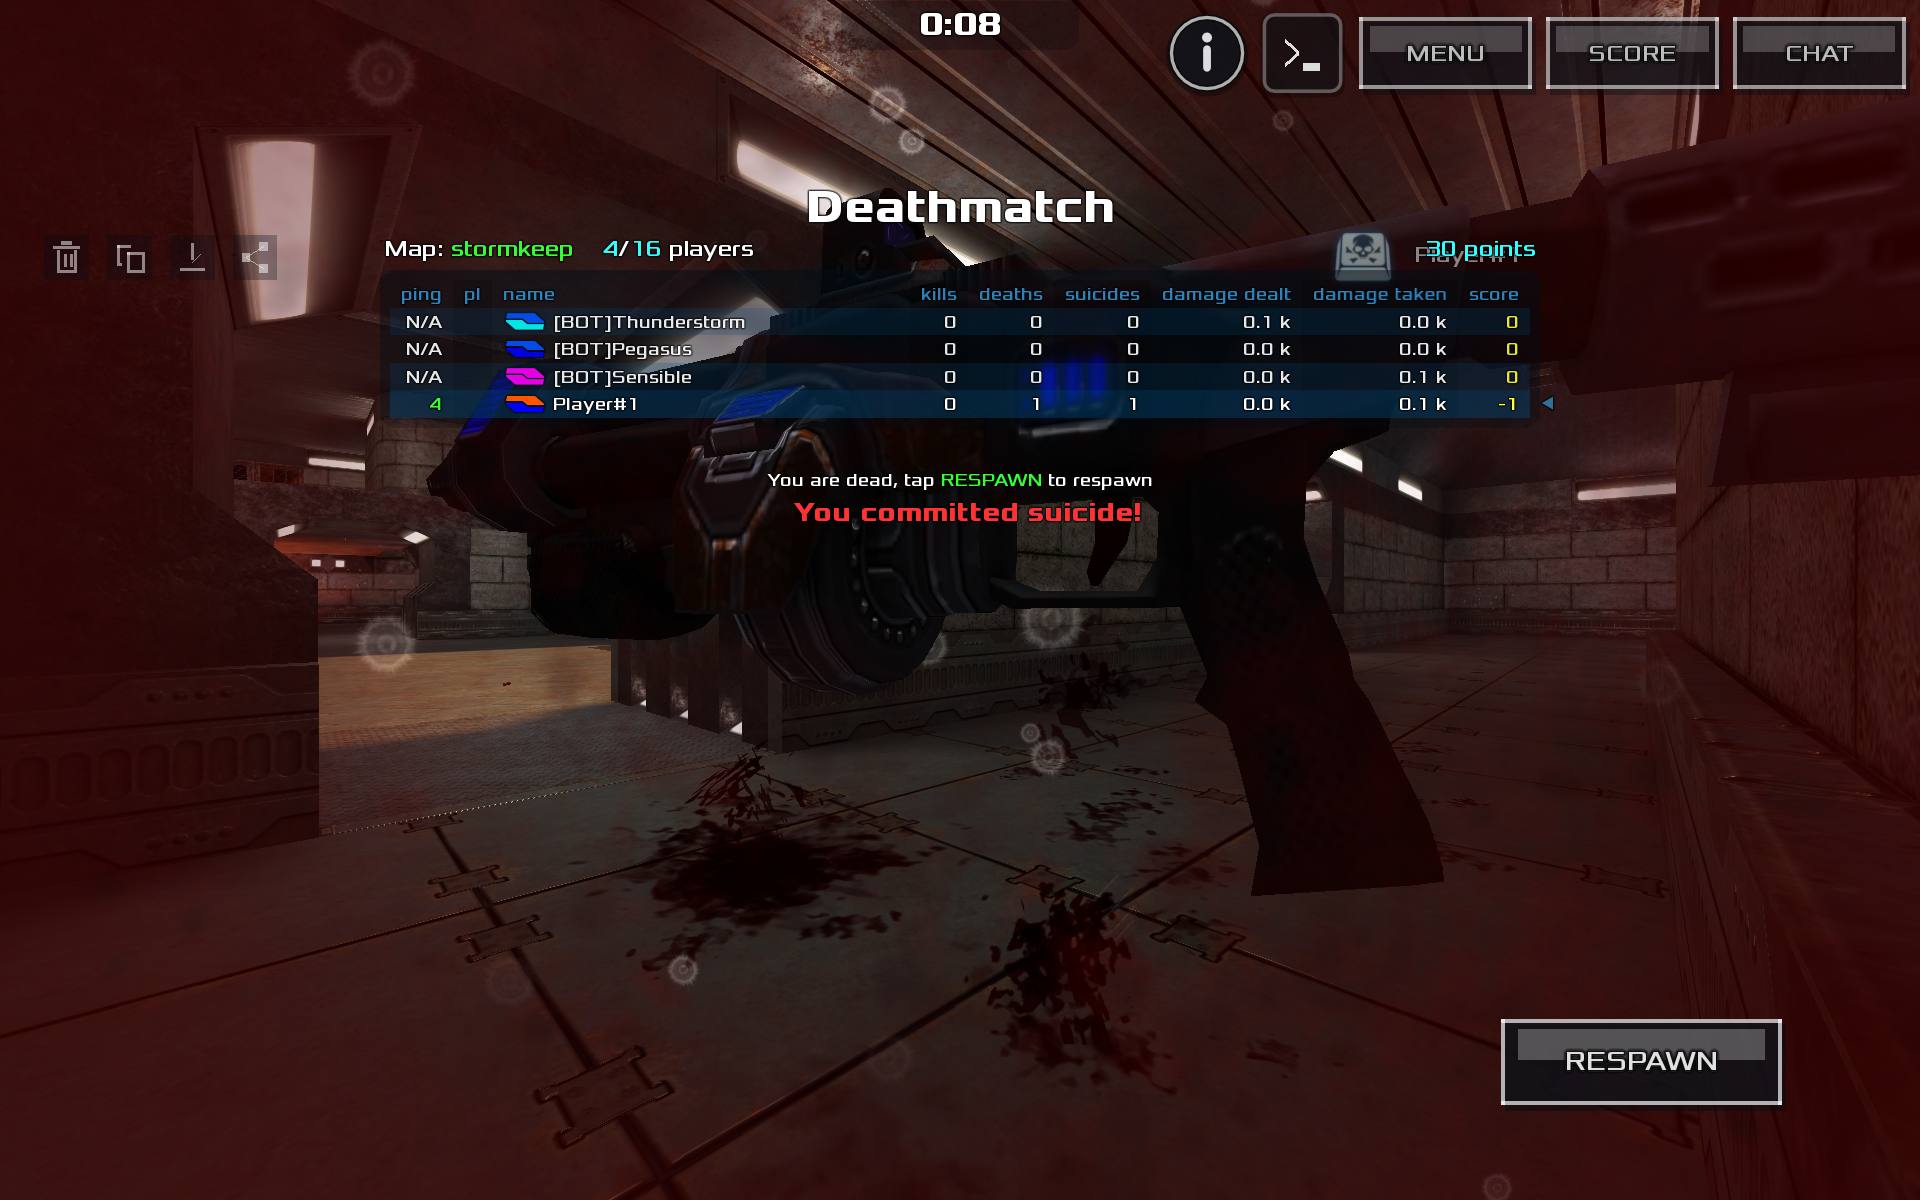 0:08
MENU
SCORE
CHAT
Deathmatch
Map: stormkeep 4/16 players
30 points
ping pl name kills deaths suicides damage dealt damage taken score
N/A [BOT]Thunderstorm 0 0 0 0.1 k 0.0 k 0
N/A [BOT]Pegasus 0 0 0 0.0 k 0.0 k 0
N/A [BOT]Sensible 0 0 0 0.0 k 0.1 k 0
4 Player#1 0 1 1 0.0 k 0.1 k -1
You are dead, tap RESPAWN to respawn
You committed suicide!
RESPAWN